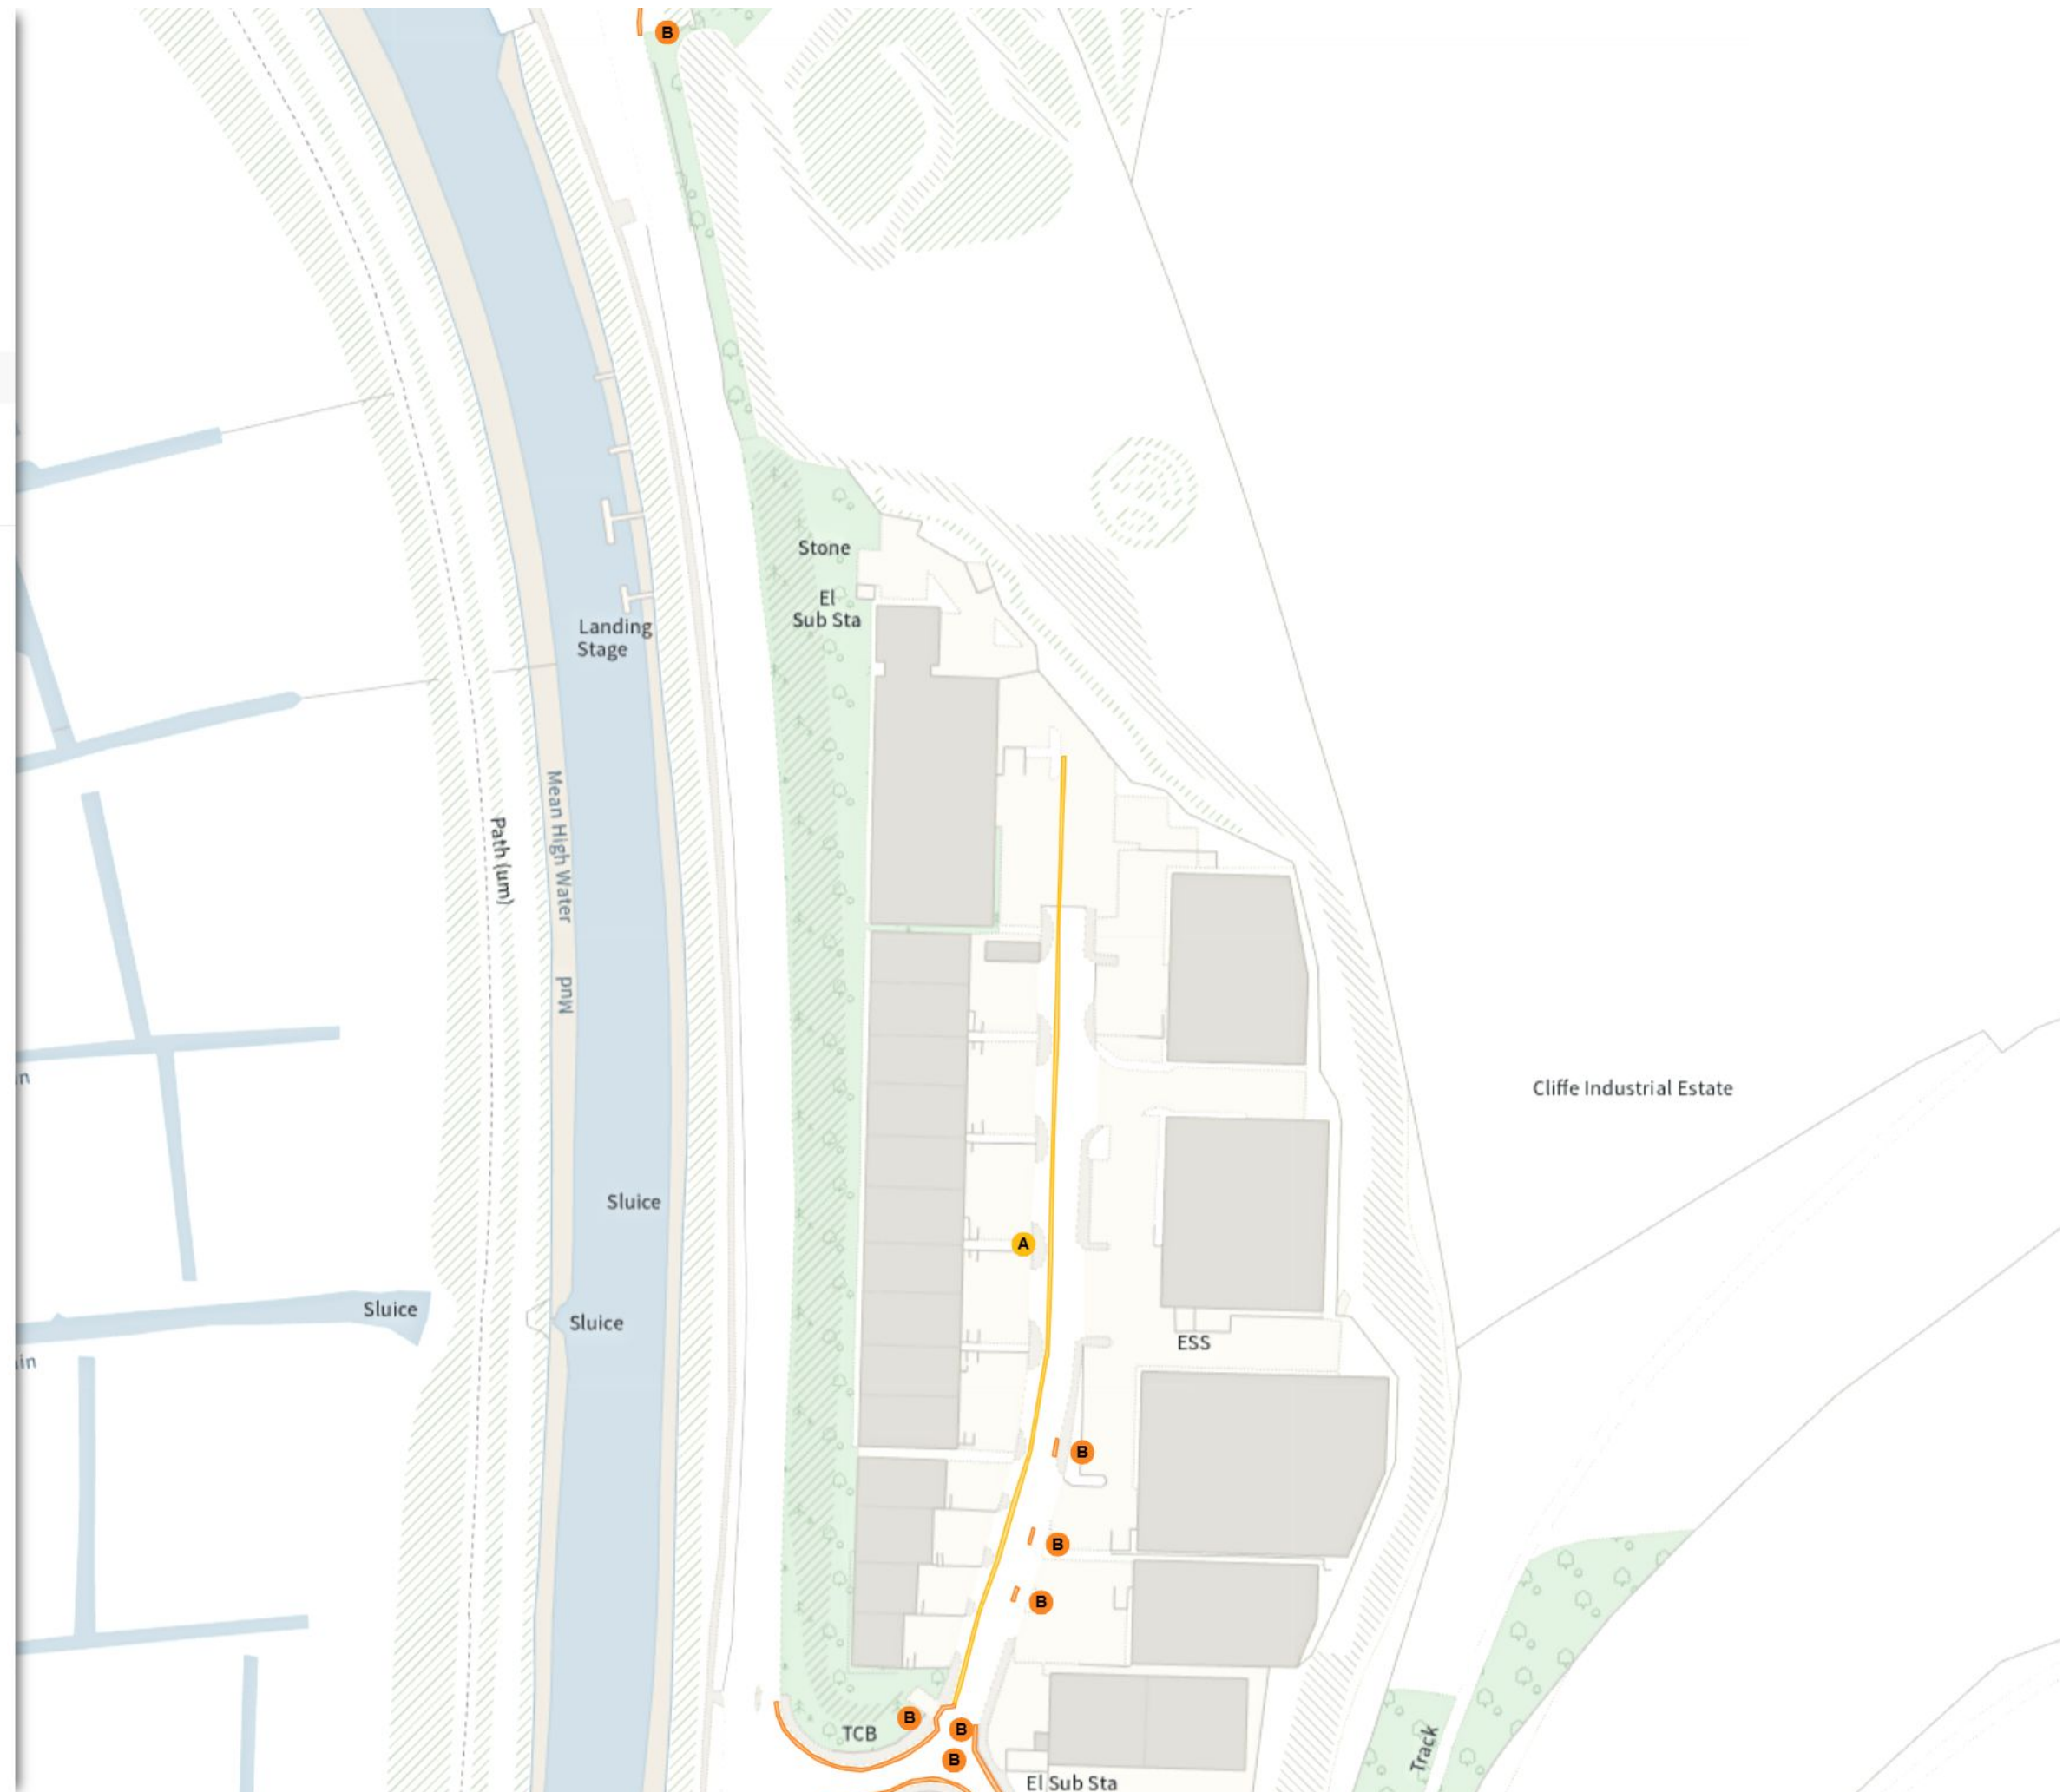 B
Stone
El
Sub Sta
Landing
Stage
Mean High Water
Path (um)
Mud
Cliffe Industrial Estate
Sluice
A
Sluice
Sluice
ESS
B
B
B
B
TCB
B
B
Track
El Sub Sta